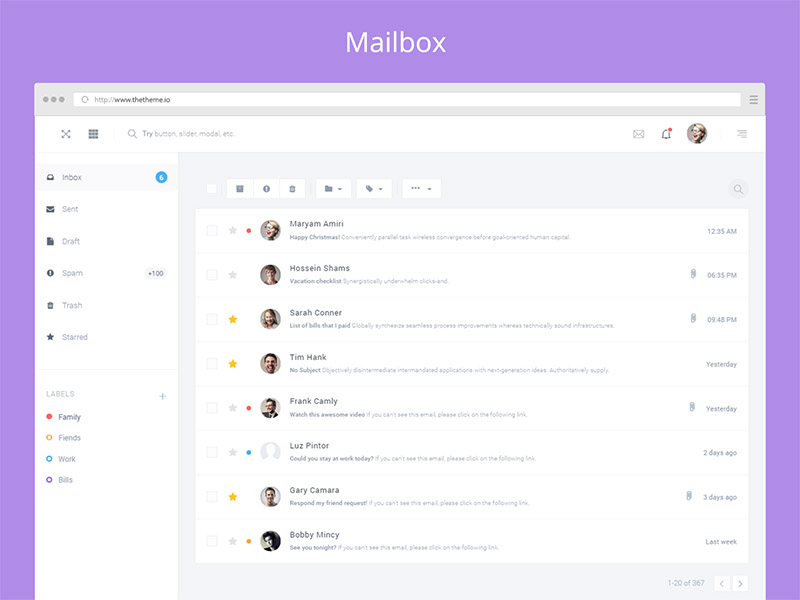 Mailbox
http://www.thetheme.io
Try button, slider, modal, etc.
Inbox 6
Sent
Draft
Spam +100
Trash
Starred
LABELS +
Family
Fiends
Work
Bills
Maryam Amiri
Happy Christmas! Conveniently parallel task wireless convergence before goal-oriented human capital.
12:35 AM
Hossein Shams
Vacation checklist Synergistically underwhelm clicks-and.
06:35 PM
Sarah Conner
List of bills that I paid Globally synthesize seamless process improvements whereas technically sound infrastructures.
09:48 PM
Tim Hank
No Subject Objectively disintermediate intermandated applications with nexogeneration ideas. Authoritatively supply.
Yesterday
Frank Camly
Watch this awesome video If you can't see this email, please click on the following link.
Yesterday
Luz Pintor
Could you stay at work today? If you can't see this email, please click on the following link.
2 days ago
Gary Camara
Respond my friend request! If you can't see this email, please click on the following link.
3 days ago
Bobby Mincy
See you tonight? If you can't see this email, please click on the following link.
Last week
1-20 of 367